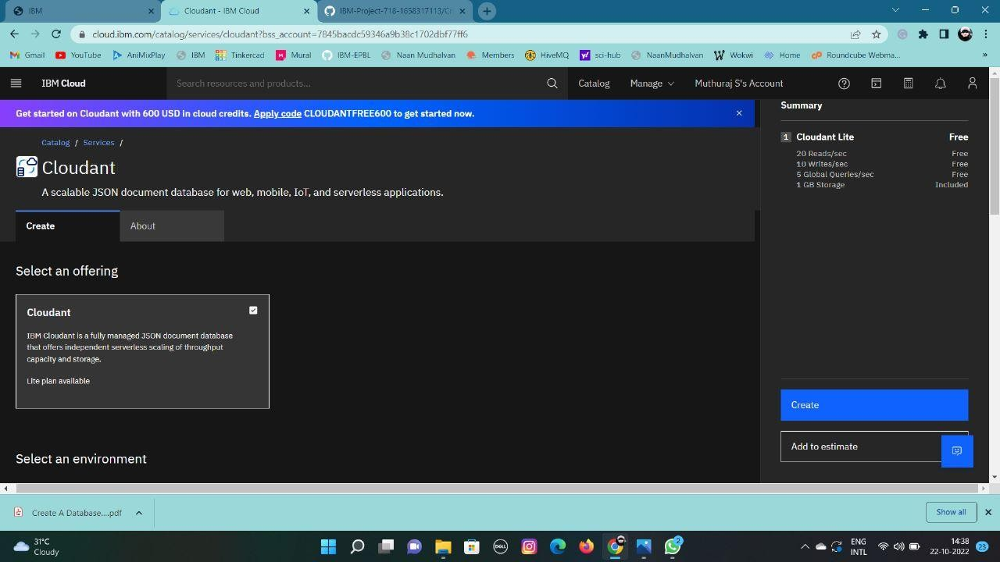 IBM
Cloudant - IBM Cloud
IBM-Project-718-1658317113/Cr
cloud.ibm.com/catalog/services/cloudant?bss_account=7845bacdc59346a9b38c1702dbf77ff6
Gmail
YouTube
AniMixPlay
IBM
Tinkercad
Mural
IBM-EPBL
Naan Mudhalvan
Members
HiveMQ
sci-hub
NaanMudhalvan
Wokwi
Home
Roundcube Webma...
»
IBM Cloud
Search resources and products...
Catalog
Manage
Muthuraj S's Account
Get started on Cloudant with 600 USD in cloud credits. Apply code CLOUDANTFREE600 to get started now.
Catalog / Services /
Cloudant
A scalable JSON document database for web, mobile, IoT, and serverless applications.
Create
About
Select an offering
Cloudant
IBM Cloudant is a fully managed JSON document database
that offers independent serverless scaling of throughput
capacity and storage.
Lite plan available
Select an environment
Summary
1 Cloudant Lite Free
20 Reads/sec Free
10 Writes/sec Free
5 Global Queries/sec Free
1 GB Storage Included
Create
Add to estimate
Create A Database....pdf
Show all
31°C
Cloudy
DELL
2
ENG
INTL
14:38
22-10-2022
23